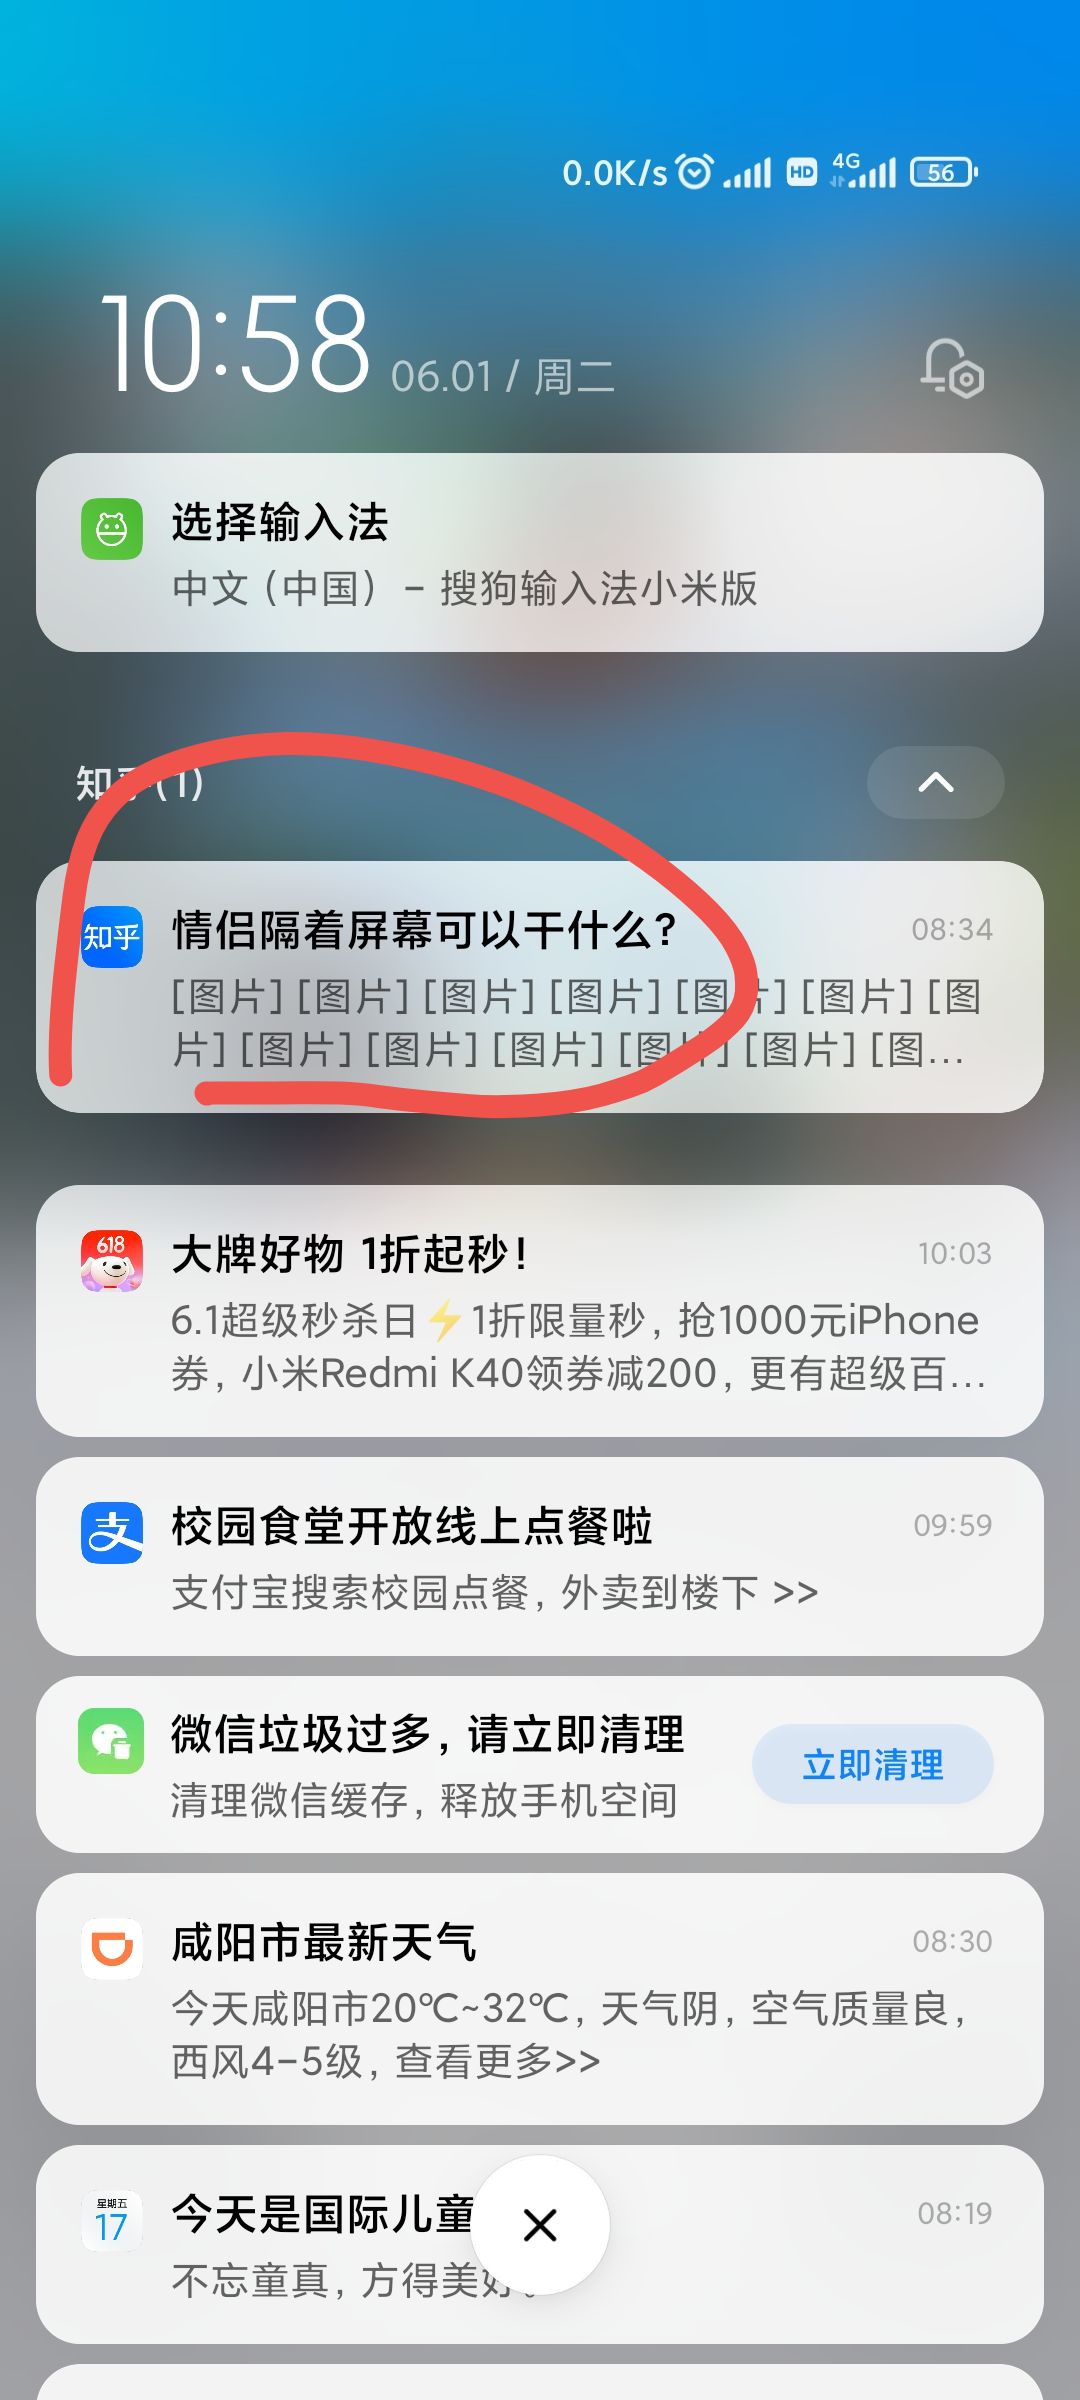 0.0K/s HD 4G 56
10:58 06.01 / 周二
选择输入法
中文（中国） - 搜狗输入法小米版
知乎(1)
知乎 情侣隔着屏幕可以干什么? 08:34
[图片] [图片] [图片] [图片] [图片] [图片] [图
片] [图片] [图片] [图片] [图片] [图片] [图...
618 大牌好物 1折起秒! 10:03
6.1超级秒杀日⚡1折限量秒, 抢1000元iPhone
券, 小米Redmi K40领券减200, 更有超级百...
支 校园食堂开放线上点餐啦 09:59
支付宝搜索校园点餐, 外卖到楼下 >>
微信垃圾过多, 请立即清理
清理微信缓存, 释放手机空间
立即清理
咸阳市最新天气 08:30
今天咸阳市20℃~32℃, 天气阴, 空气质量良,
西风4-5级, 查看更多>>
星期五
17
今天是国际儿童 08:19
不忘童真, 方得美好